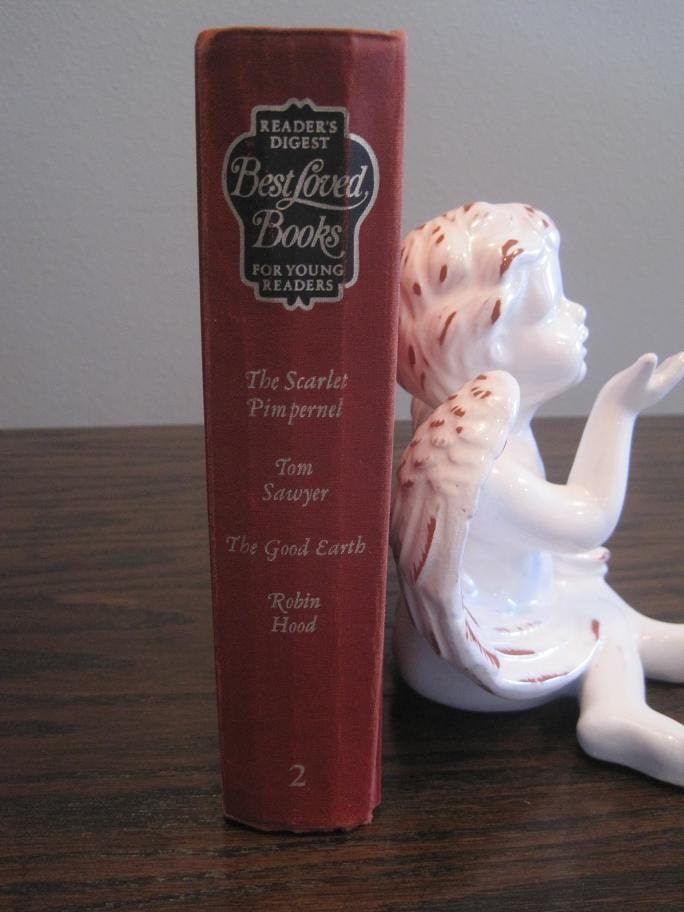 READER'S
DIGEST
Best Loved
Books
FOR YOUNG
READERS
The Scarlet
Pimpernel
Tom
Sawyer
The Good Earth
Robin
Hood
2